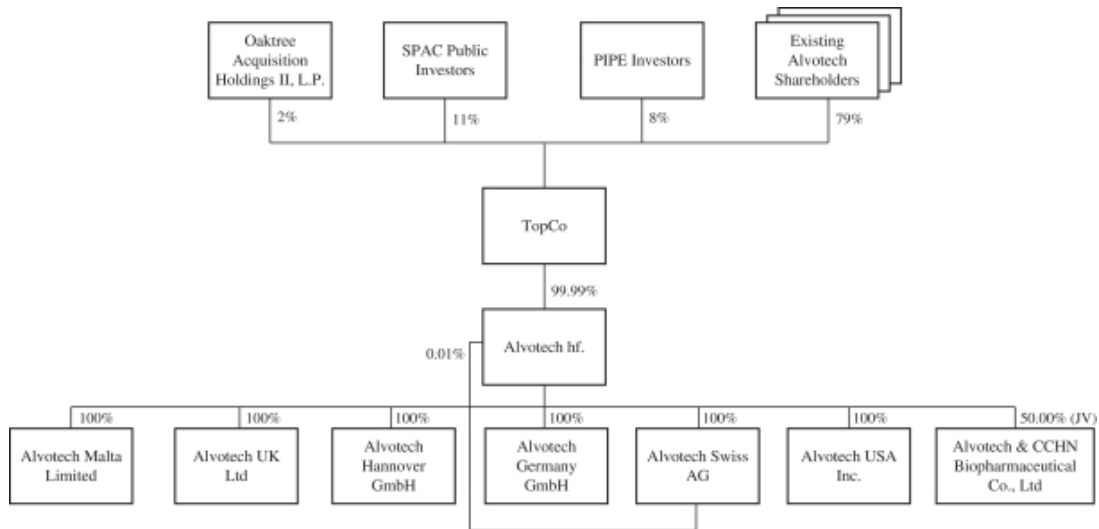 Oaktree
Acquisition
Holdings II, L.P.
SPAC Public
Investors
PIPE Investors
Existing
Alvotech
Shareholders
2%
11%
8%
79%
TopCo
99.99%
Alvotech hf.
0.01%
100%
100%
100%
100%
100%
100%
50.00% (JV)
Alvotech Malta
Limited
Alvotech UK
Ltd
Alvotech
Hannover
GmbH
Alvotech
Germany
GmbH
Alvotech Swiss
AG
Alvotech USA
Inc.
Alvotech & CCHN
Biopharmaceutical
Co., Ltd